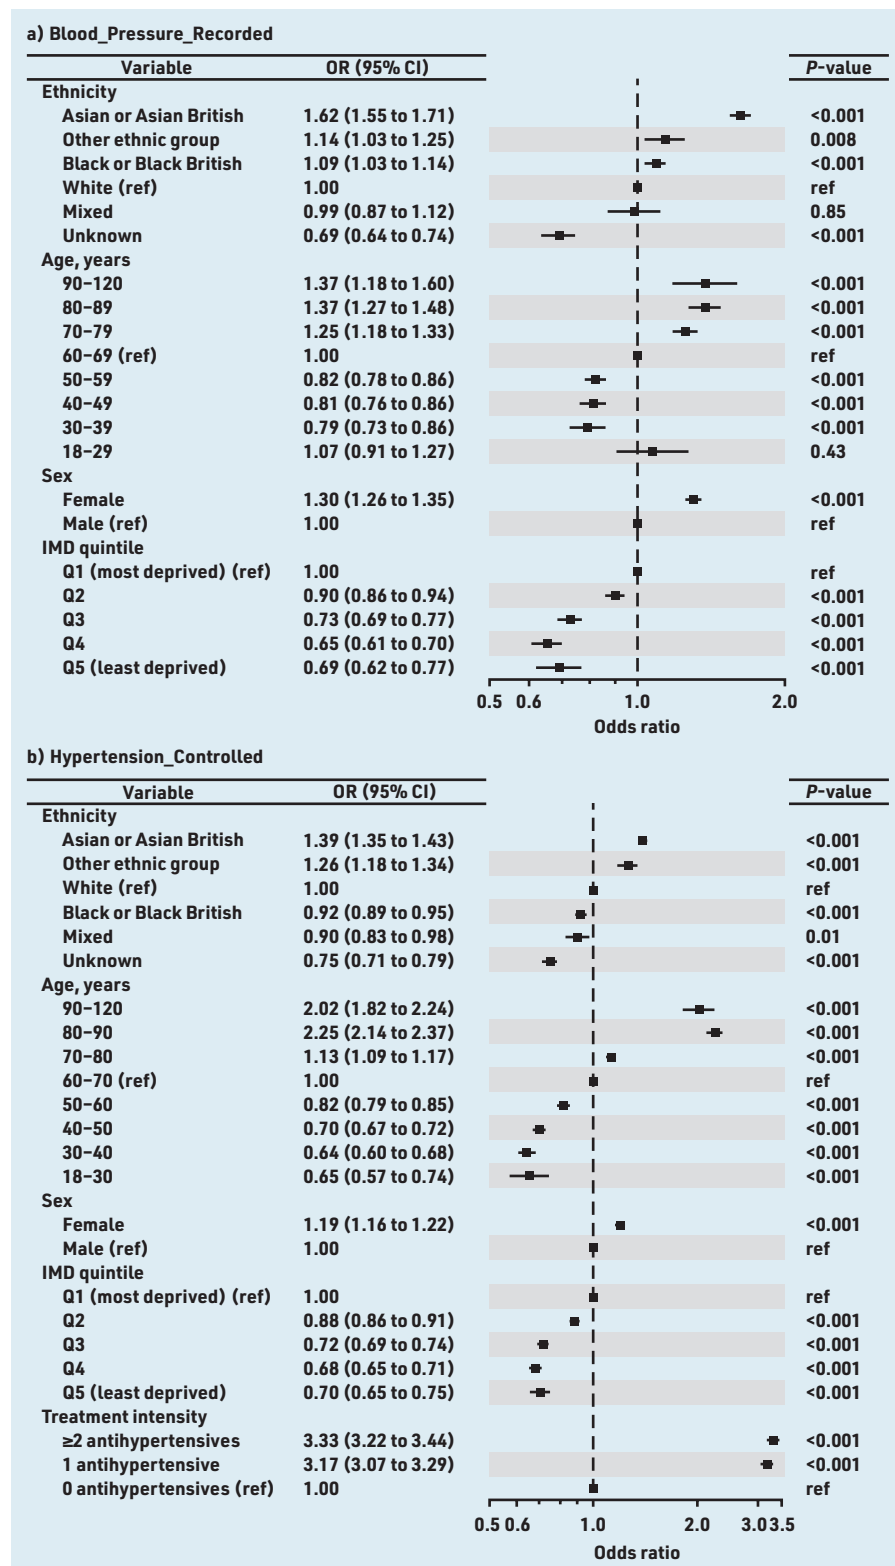 a) Blood_Pressure_Recorded
Variable OR (95% CI) P-value
Ethnicity
Asian or Asian British 1.62 (1.55 to 1.71) <0.001
Other ethnic group 1.14 (1.03 to 1.25) 0.008
Black or Black British 1.09 (1.03 to 1.14) <0.001
White (ref) 1.00 ref
Mixed 0.99 (0.87 to 1.12) 0.85
Unknown 0.69 (0.64 to 0.74) <0.001
Age, years
90–120 1.37 (1.18 to 1.60) <0.001
80–89 1.37 (1.27 to 1.48) <0.001
70–79 1.25 (1.18 to 1.33) <0.001
60–69 (ref) 1.00 ref
50–59 0.82 (0.78 to 0.86) <0.001
40–49 0.81 (0.76 to 0.86) <0.001
30–39 0.79 (0.73 to 0.86) <0.001
18–29 1.07 (0.91 to 1.27) 0.43
Sex
Female 1.30 (1.26 to 1.35) <0.001
Male (ref) 1.00 ref
IMD quintile
Q1 (most deprived) (ref) 1.00 ref
Q2 0.90 (0.86 to 0.94) <0.001
Q3 0.73 (0.69 to 0.77) <0.001
Q4 0.65 (0.61 to 0.70) <0.001
Q5 (least deprived) 0.69 (0.62 to 0.77) <0.001
0.5 0.6 1.0 2.0
Odds ratio
b) Hypertension_Controlled
Variable OR (95% CI) P-value
Ethnicity
Asian or Asian British 1.39 (1.35 to 1.43) <0.001
Other ethnic group 1.26 (1.18 to 1.34) <0.001
White (ref) 1.00 ref
Black or Black British 0.92 (0.89 to 0.95) <0.001
Mixed 0.90 (0.83 to 0.98) 0.01
Unknown 0.75 (0.71 to 0.79) <0.001
Age, years
90–120 2.02 (1.82 to 2.24) <0.001
80–90 2.25 (2.14 to 2.37) <0.001
70–80 1.13 (1.09 to 1.17) <0.001
60–70 (ref) 1.00 ref
50–60 0.82 (0.79 to 0.85) <0.001
40–50 0.70 (0.67 to 0.72) <0.001
30–40 0.64 (0.60 to 0.68) <0.001
18–30 0.65 (0.57 to 0.74) <0.001
Sex
Female 1.19 (1.16 to 1.22) <0.001
Male (ref) 1.00 ref
IMD quintile
Q1 (most deprived) (ref) 1.00 ref
Q2 0.88 (0.86 to 0.91) <0.001
Q3 0.72 (0.69 to 0.74) <0.001
Q4 0.68 (0.65 to 0.71) <0.001
Q5 (least deprived) 0.70 (0.65 to 0.75) <0.001
Treatment intensity
≥2 antihypertensives 3.33 (3.22 to 3.44) <0.001
1 antihypertensive 3.17 (3.07 to 3.29) <0.001
0 antihypertensives (ref) 1.00 ref
0.5 0.6 1.0 2.0 3.0 3.5
Odds ratio